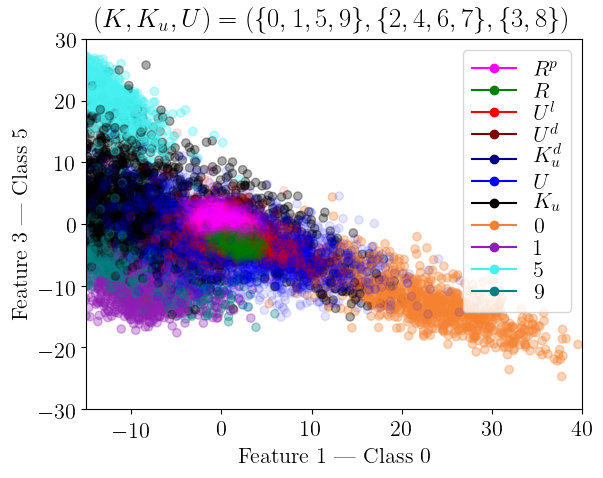 (K, K_u, U) = ({0, 1, 5, 9}, {2, 4, 6, 7}, {3, 8})
30
20
10
0
−10
−20
−30
Feature 3 — Class 5
R^p
R
U^l
U^d
K_u^d
U
K_u
0
1
5
9
−10
0
10
20
30
40
Feature 1 — Class 0